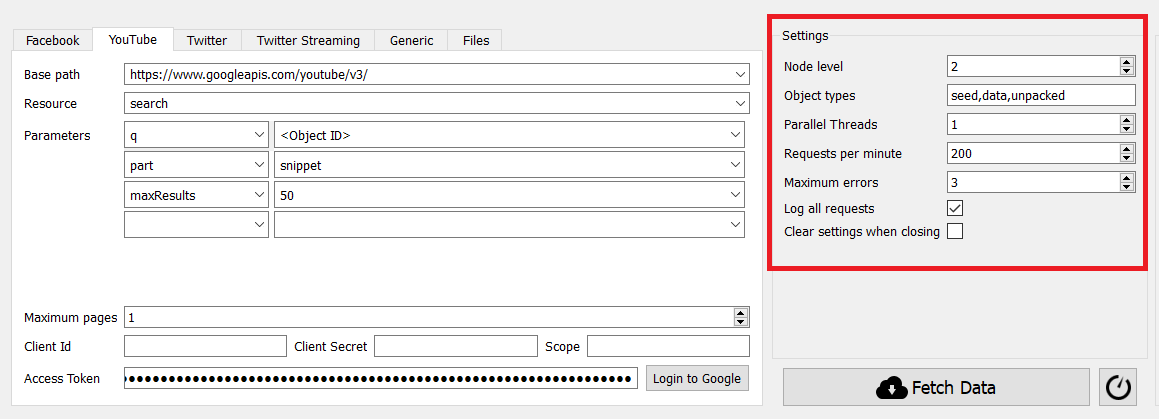 Facebook YouTube Twitter Twitter Streaming Generic Files
Base path https://www.googleapis.com/youtube/v3/
Resource search
Parameters q <Object ID>
part snippet
maxResults 50
Maximum pages 1
Client Id Client Secret Scope
Access Token Login to Google
Settings
Node level 2
Object types seed,data,unpacked
Parallel Threads 1
Requests per minute 200
Maximum errors 3
Log all requests
Clear settings when closing
Fetch Data